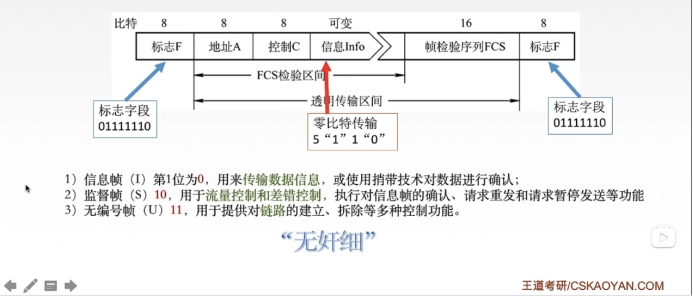 比特 8 8 8 可变 16 8
标志F 地址A 控制C 信息Info 帧检验序列FCS 标志F
FCS检验区间
透明传输区间
标志字段
01111110
零比特传输
5“1”1“0”
标志字段
01111110
1）信息帧（I）第1位为0，用来传输数据信息，或使用捎带技术对数据进行确认；
2）监督帧（S）10，用于流量控制和差错控制，执行对信息帧的确认、请求重发和请求暂停发送等功能
3）无编号帧（U）11，用于提供对链路的建立、拆除等多种控制功能。
“无奸细”
王道考研/CSKAOYAN.COM